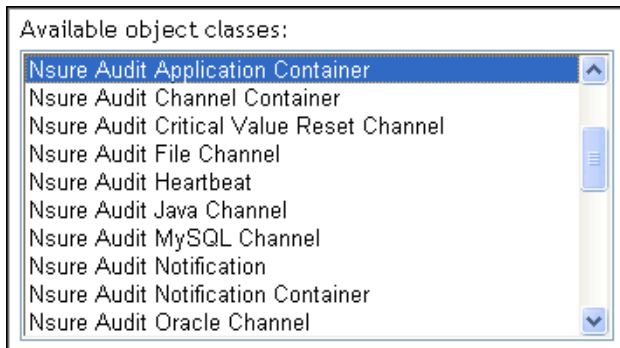 Available object classes:
Nsure Audit Application Container
Nsure Audit Channel Container
Nsure Audit Critical Value Reset Channel
Nsure Audit File Channel
Nsure Audit Heartbeat
Nsure Audit Java Channel
Nsure Audit MySQL Channel
Nsure Audit Notification
Nsure Audit Notification Container
Nsure Audit Oracle Channel